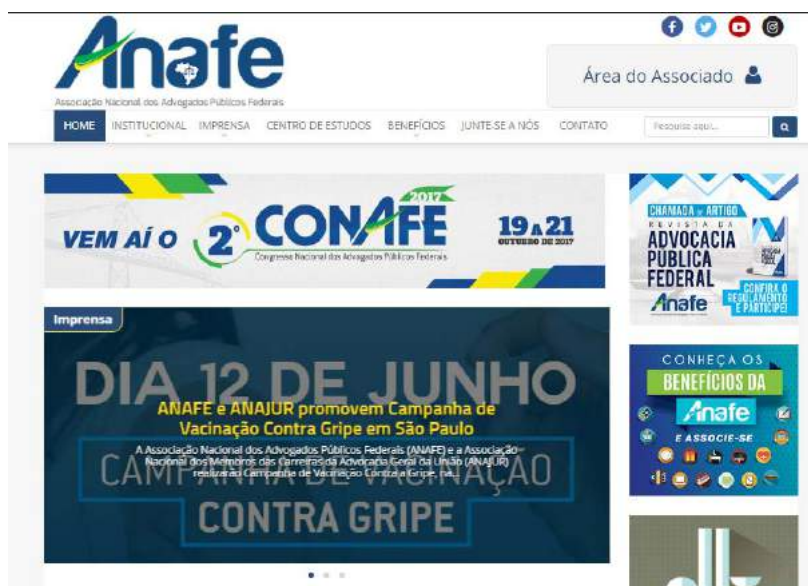 Anafe
Associação Nacional dos Advogados Públicos Federais
Área do Associado
HOME INSTITUCIONAL IMPRENSA CENTRO DE ESTUDOS BENEFÍCIOS JUNTE-SE A NÓS CONTATO Pesquise aqui...
VEM AÍ O 2º CONAFE 2017
Congresso Nacional dos Advogados Públicos Federais
19 A 21
OUTUBRO DE 2017
CHAMADA DE ARTIGO
REVISTA DA
ADVOCACIA
PUBLICA
FEDERAL
Anafe
CONFIRA O
REGULAMENTO
E PARTICIPE!
Imprensa
DIA 12 DE JUNHO
ANAFE e ANAJUR promovem Campanha de
Vacinação Contra Gripe em São Paulo
A Associação Nacional dos Advogados Públicos Federais (ANAFE) e a Associação
Nacional dos Membros das Carreiras da Advocacia Geral da União (ANAJUR)
realizarão Campanha de Vacinação Contra a Gripe, na...
CONTRA GRIPE
CONHEÇA OS
BENEFÍCIOS DA
Anafe
E ASSOCIE-SE